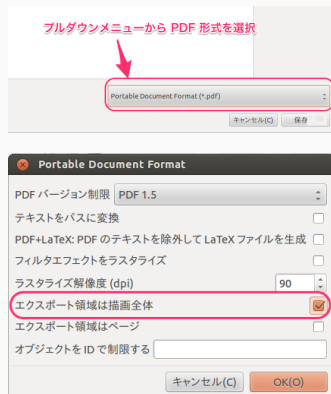 プルダウンメニューから PDF 形式を選択
Portable Document Format (*.pdf)
キャンセル(C) 保存
Portable Document Format
PDF バージョン制限 PDF 1.5
テキストをパスに変換
PDF+LaTeX: PDF のテキストを除外して LaTeX ファイルを生成
フィルタエフェクトをラスタライズ
ラスタライズ解像度 (dpi) 90
エクスポート領域は描画全体
エクスポート領域はページ
オブジェクトを ID で制限する
キャンセル(C) OK(O)